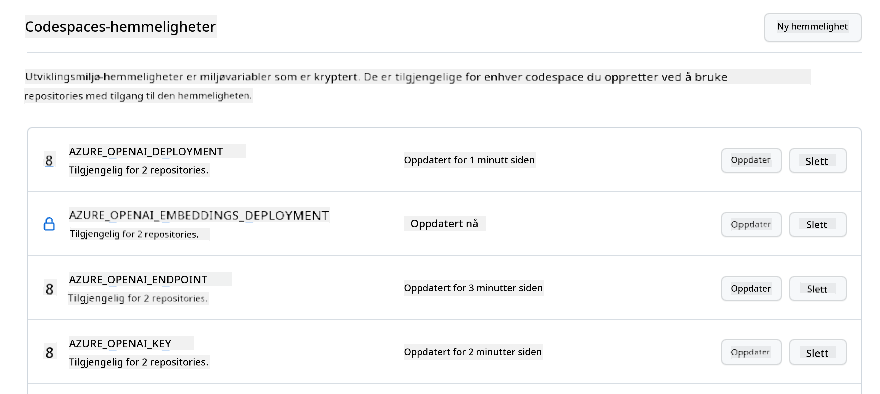 Codespaces-hemmeligheter
Ny hemmelighet
Utviklingsmiljø-hemmeligheter er miljøvariabler som er kryptert. De er tilgjengelige for enhver codespace du oppretter ved å bruke
repositories med tilgang til den hemmeligheten.
8 AZURE_OPENAI_DEPLOYMENT
Tilgjengelig for 2 repositories.
Oppdatert for 1 minutt siden
Oppdater
Slett
AZURE_OPENAI_EMBEDDINGS_DEPLOYMENT
Tilgjengelig for 2 repositories.
Oppdatert nå
Oppdater
Slett
8 AZURE_OPENAI_ENDPOINT
Tilgjengelig for 2 repositories.
Oppdatert for 3 minutter siden
Oppdater
Slett
8 AZURE_OPENAI_KEY
Tilgjengelig for 2 repositories.
Oppdatert for 2 minutter siden
Oppdater
Slett